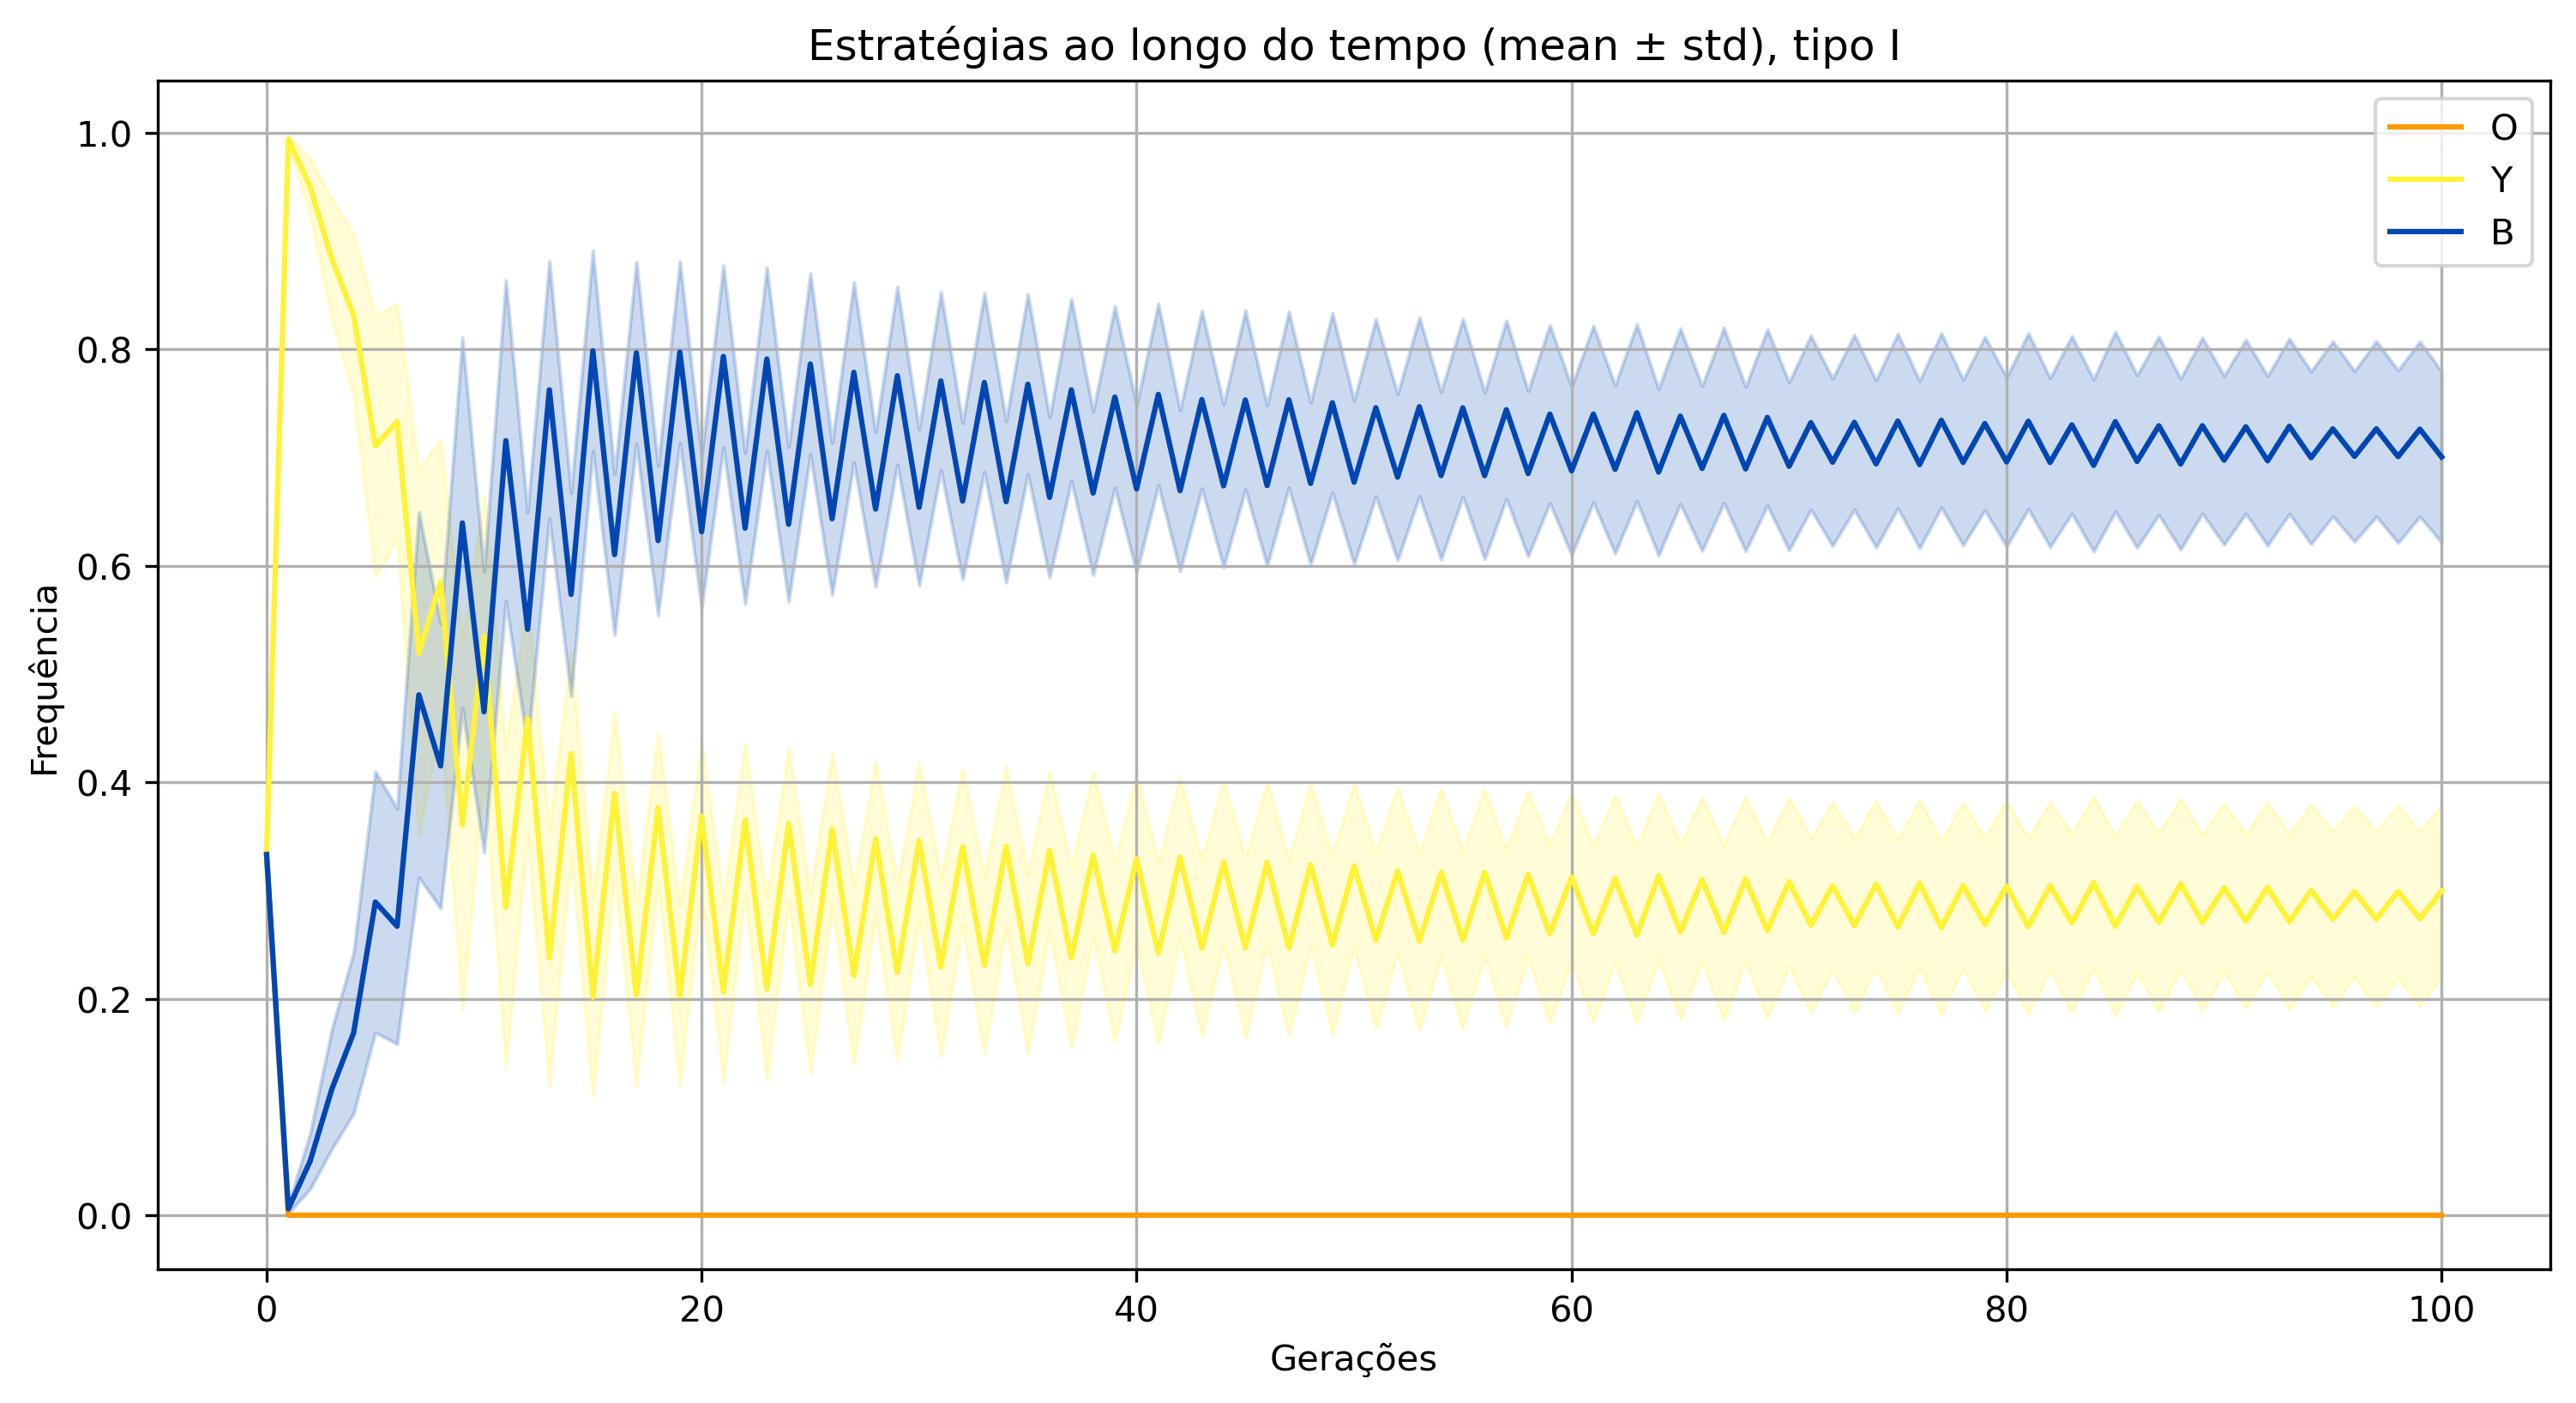 Estratégias ao longo do tempo (mean ± std), tipo I
O
Y
B
Frequência
1.0
0.8
0.6
0.4
0.2
0.0
0 20 40 60 80 100
Gerações